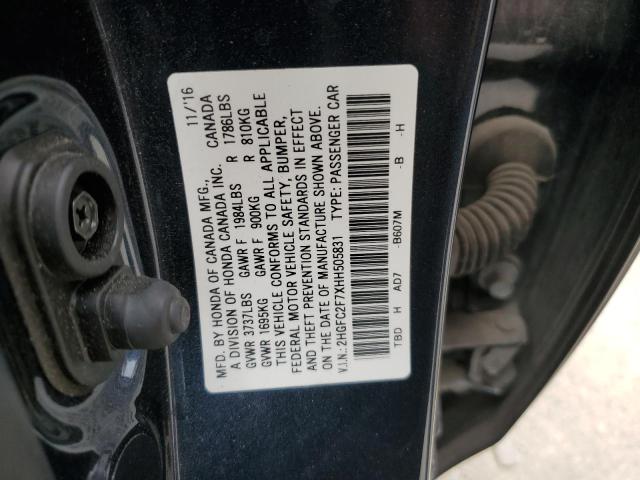 11/'16
MFD. BY HONDA OF CANADA MFG., CANADA
A DIVISION OF HONDA CANADA INC.
GVWR 3737LBS GAWR F 1984LBS R 1786LBS
GVWR 1695KG GAWR F 900KG R 810KG
THIS VEHICLE CONFORMS TO ALL APPLICABLE
FEDERAL MOTOR VEHICLE SAFETY, BUMPER,
AND THEFT PREVENTION STANDARDS IN EFFECT
ON THE DATE OF MANUFACTURE SHOWN ABOVE.
V.I.N.: 2HGFC2F7XHH505831 TYPE: PASSENGER CAR
TBD H AD7 -B607M -B -H